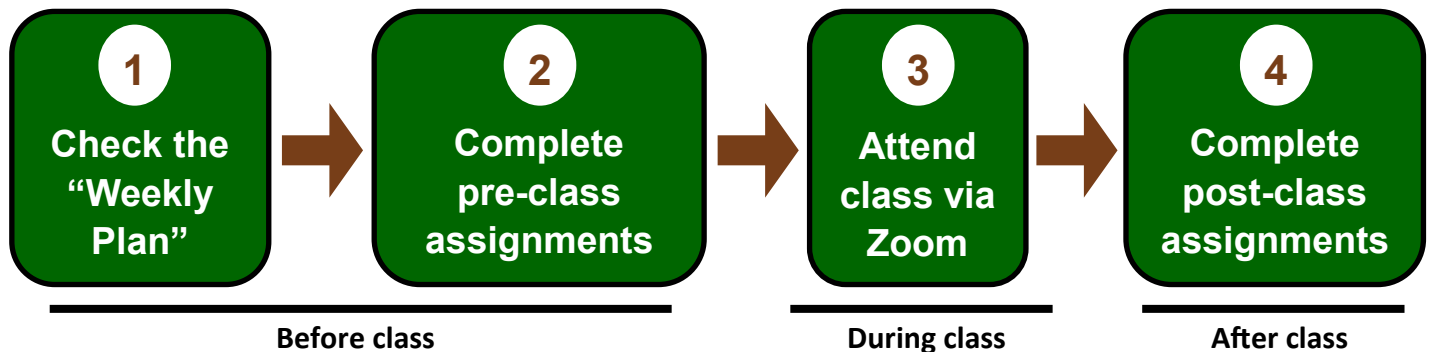 1
Check the
“Weekly
Plan”
2
Complete
pre-class
assignments
3
Attend
class via
Zoom
4
Complete
post-class
assignments
Before class
During class
After class